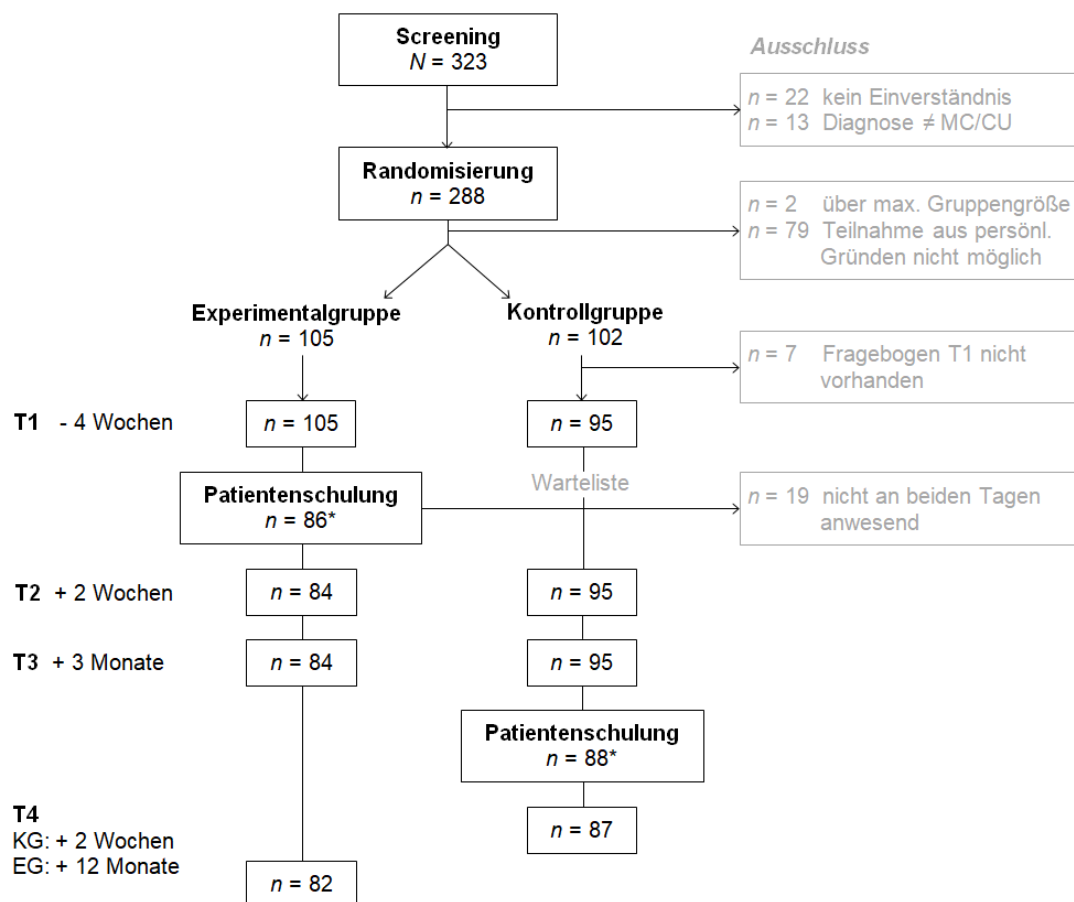 Screening
N = 323
Ausschluss
n = 22 kein Einverständnis
n = 13 Diagnose ≠ MC/CU
Randomisierung
n = 288
n = 2 über max. Gruppengröße
n = 79 Teilnahme aus persönl.
Gründen nicht möglich
Experimentalgruppe
n = 105
Kontrollgruppe
n = 102
n = 7 Fragebogen T1 nicht
vorhanden
T1 - 4 Wochen
n = 105
n = 95
Patientenschulung
n = 86*
Warteliste
n = 19 nicht an beiden Tagen
anwesend
T2 + 2 Wochen
n = 84
n = 95
T3 + 3 Monate
n = 84
n = 95
Patientenschulung
n = 88*
T4
KG: + 2 Wochen
EG: + 12 Monate
n = 87
n = 82